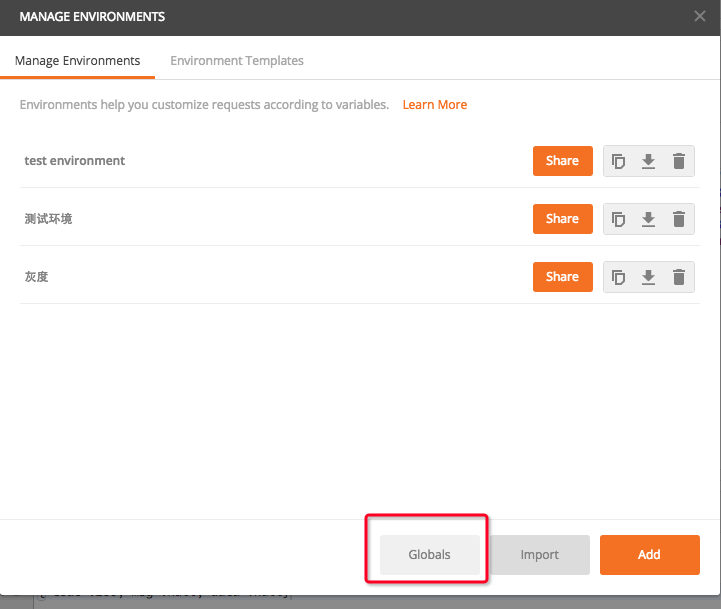 MANAGE ENVIRONMENTS
Manage Environments Environment Templates
Environments help you customize requests according to variables. Learn More
test environment Share
测试环境 Share
灰度 Share
Globals Import Add